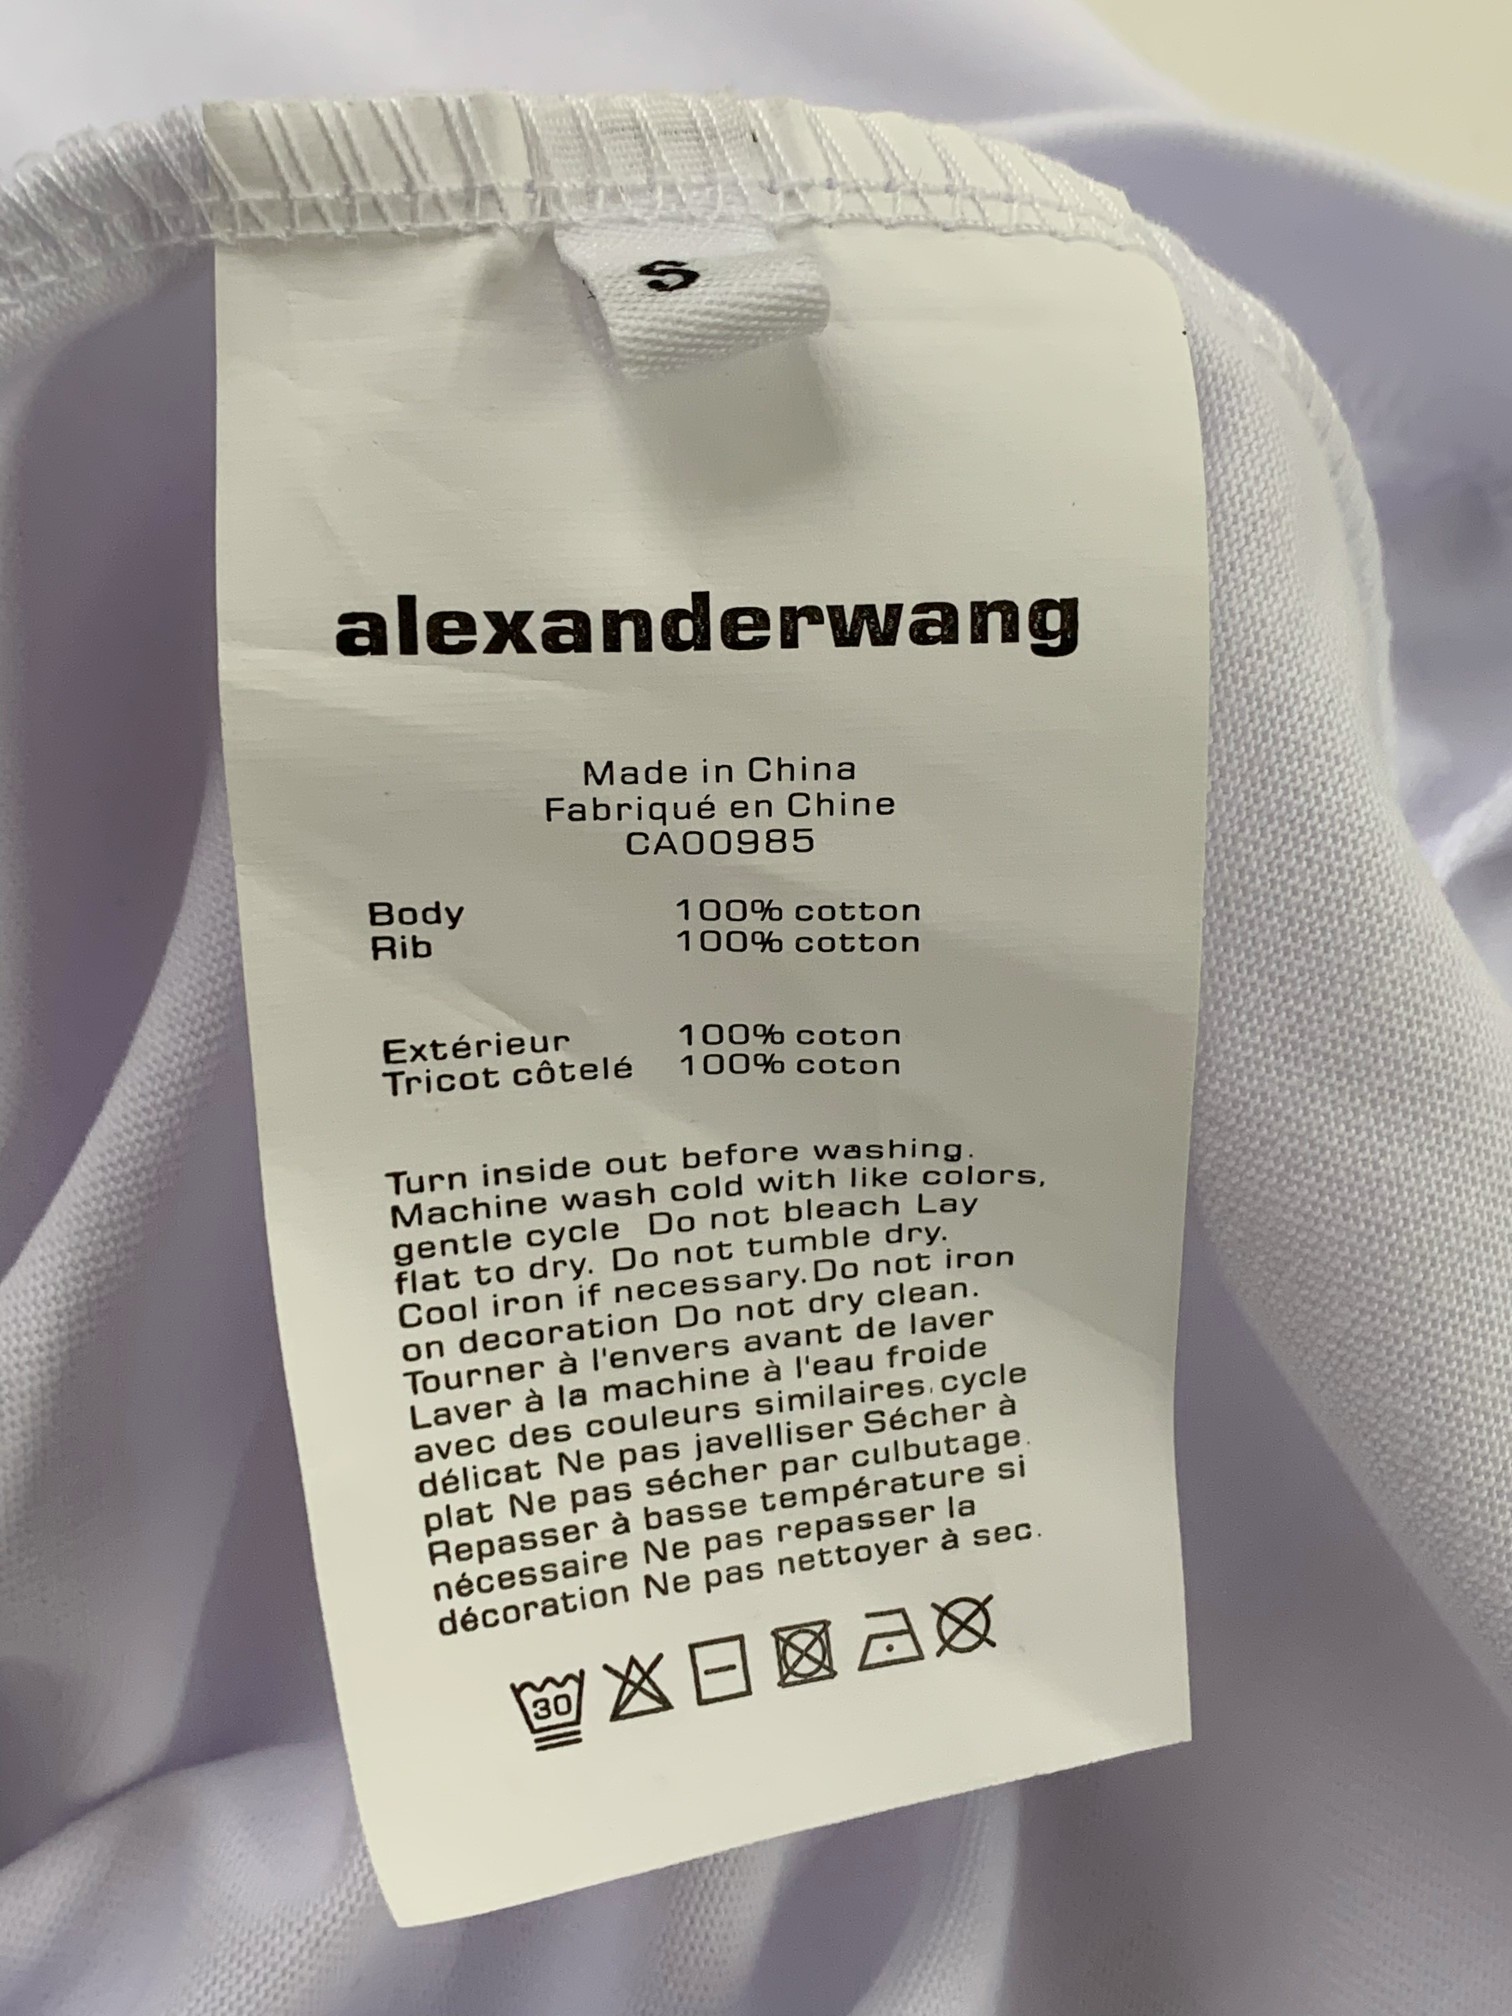 S
alexanderwang
Made in China
Fabriqué en Chine
CA00985
Body 100% cotton
Rib 100% cotton
Extérieur 100% coton
Tricot côtelé 100% coton
Turn inside out before washing.
Machine wash cold with like colors,
gentle cycle Do not bleach Lay
flat to dry. Do not tumble dry.
Cool iron if necessary. Do not iron
on decoration Do not dry clean.
Tourner à l'envers avant de laver
Laver à la machine à l'eau froide
avec des couleurs similaires, cycle
délicat Ne pas javelliser Sécher à
plat Ne pas sécher par culbutage.
Repasser à basse température si
nécessaire Ne pas repasser la
décoration Ne pas nettoyer à sec.
30